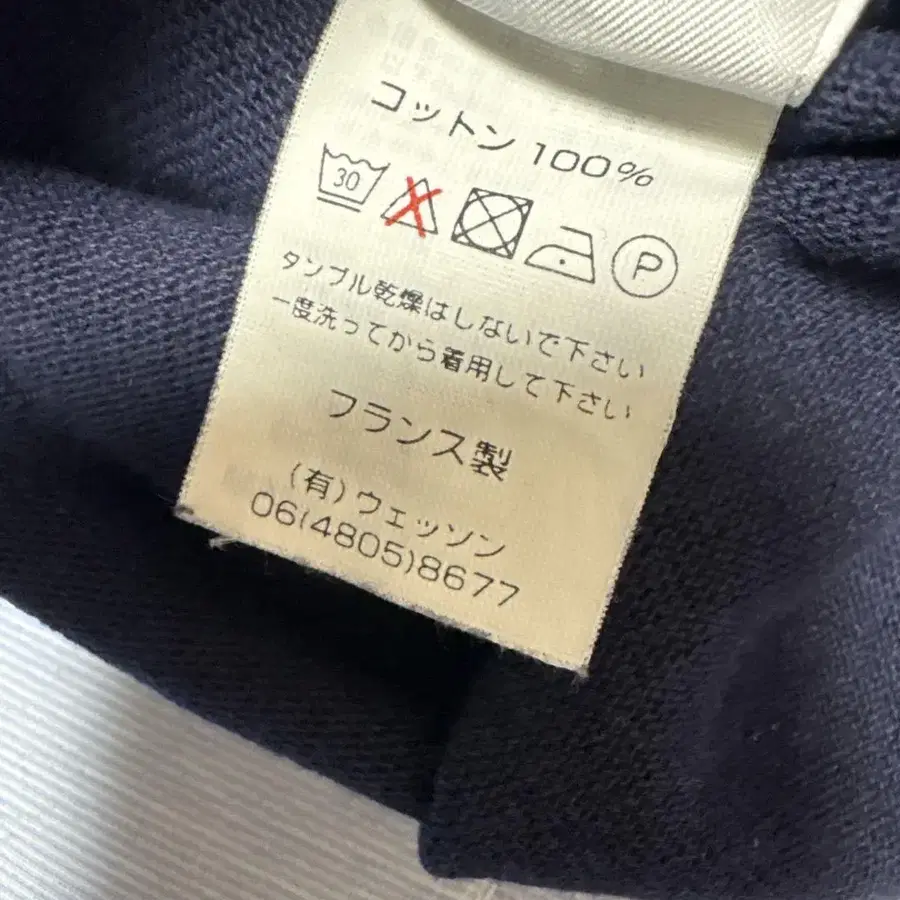 コットン 100%
30
P
タンブル乾燥はしないで下さい
一度洗ってから着用して下さい
フランス製
(有)ウェッソン
06(4805)8677